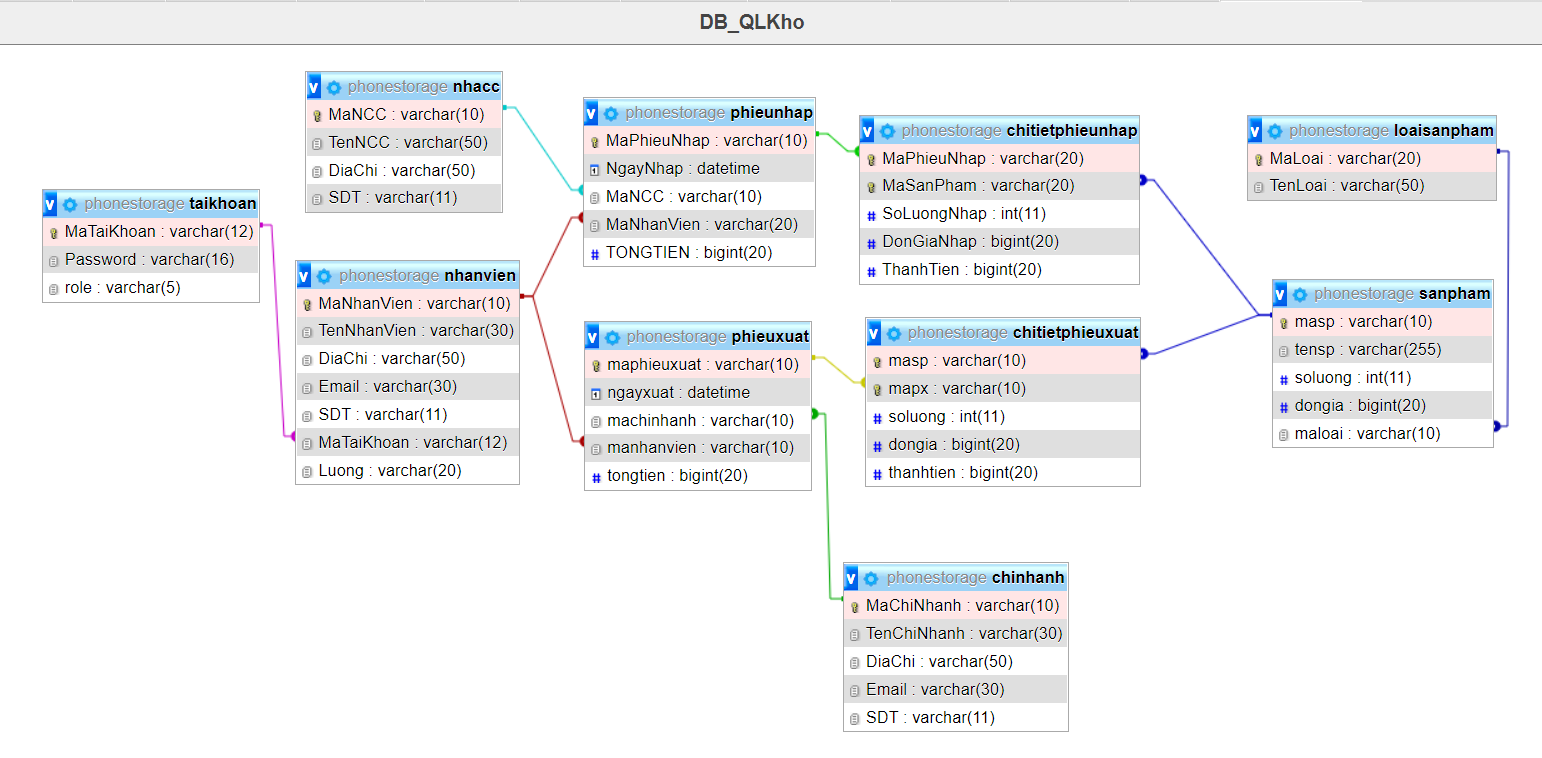 DB_QLKho
v phonestorage nhacc
MaNCC : varchar(10)
TenNCC : varchar(50)
DiaChi : varchar(50)
SDT : varchar(11)
v phonestorage phieunhap
MaPhieuNhap : varchar(10)
NgayNhap : datetime
MaNCC : varchar(10)
MaNhanVien : varchar(20)
# TONGTIEN : bigint(20)
v phonestorage chitietphieunhap
MaPhieuNhap : varchar(20)
MaSanPham : varchar(20)
# SoLuongNhap : int(11)
# DonGiaNhap : bigint(20)
# ThanhTien : bigint(20)
v phonestorage loaisanpham
MaLoai : varchar(20)
TenLoai : varchar(50)
v phonestorage taikhoan
MaTaiKhoan : varchar(12)
Password : varchar(16)
role : varchar(5)
v phonestorage nhanvien
MaNhanVien : varchar(10)
TenNhanVien : varchar(30)
DiaChi : varchar(50)
Email : varchar(30)
SDT : varchar(11)
MaTaiKhoan : varchar(12)
Luong : varchar(20)
v phonestorage phieuxuat
maphieuxuat : varchar(10)
ngayxuat : datetime
machinhanh : varchar(10)
manhanvien : varchar(10)
# tongtien : bigint(20)
v phonestorage chitietphieuxuat
masp : varchar(10)
mapx : varchar(10)
# soluong : int(11)
# dongia : bigint(20)
# thanhtien : bigint(20)
v phonestorage sanpham
masp : varchar(10)
tensp : varchar(255)
# soluong : int(11)
# dongia : bigint(20)
maloai : varchar(10)
v phonestorage chinhanh
MaChiNhanh : varchar(10)
TenChiNhanh : varchar(30)
DiaChi : varchar(50)
Email : varchar(30)
SDT : varchar(11)